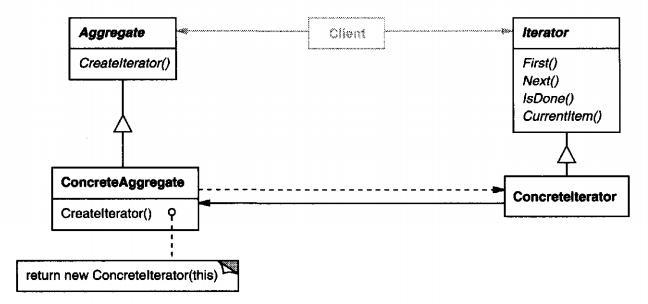 Aggregate
CreateIterator()
Client
Iterator
First()
Next()
IsDone()
CurrentItem()
ConcreteAggregate
CreateIterator()
ConcreteIterator
return new ConcreteIterator(this)